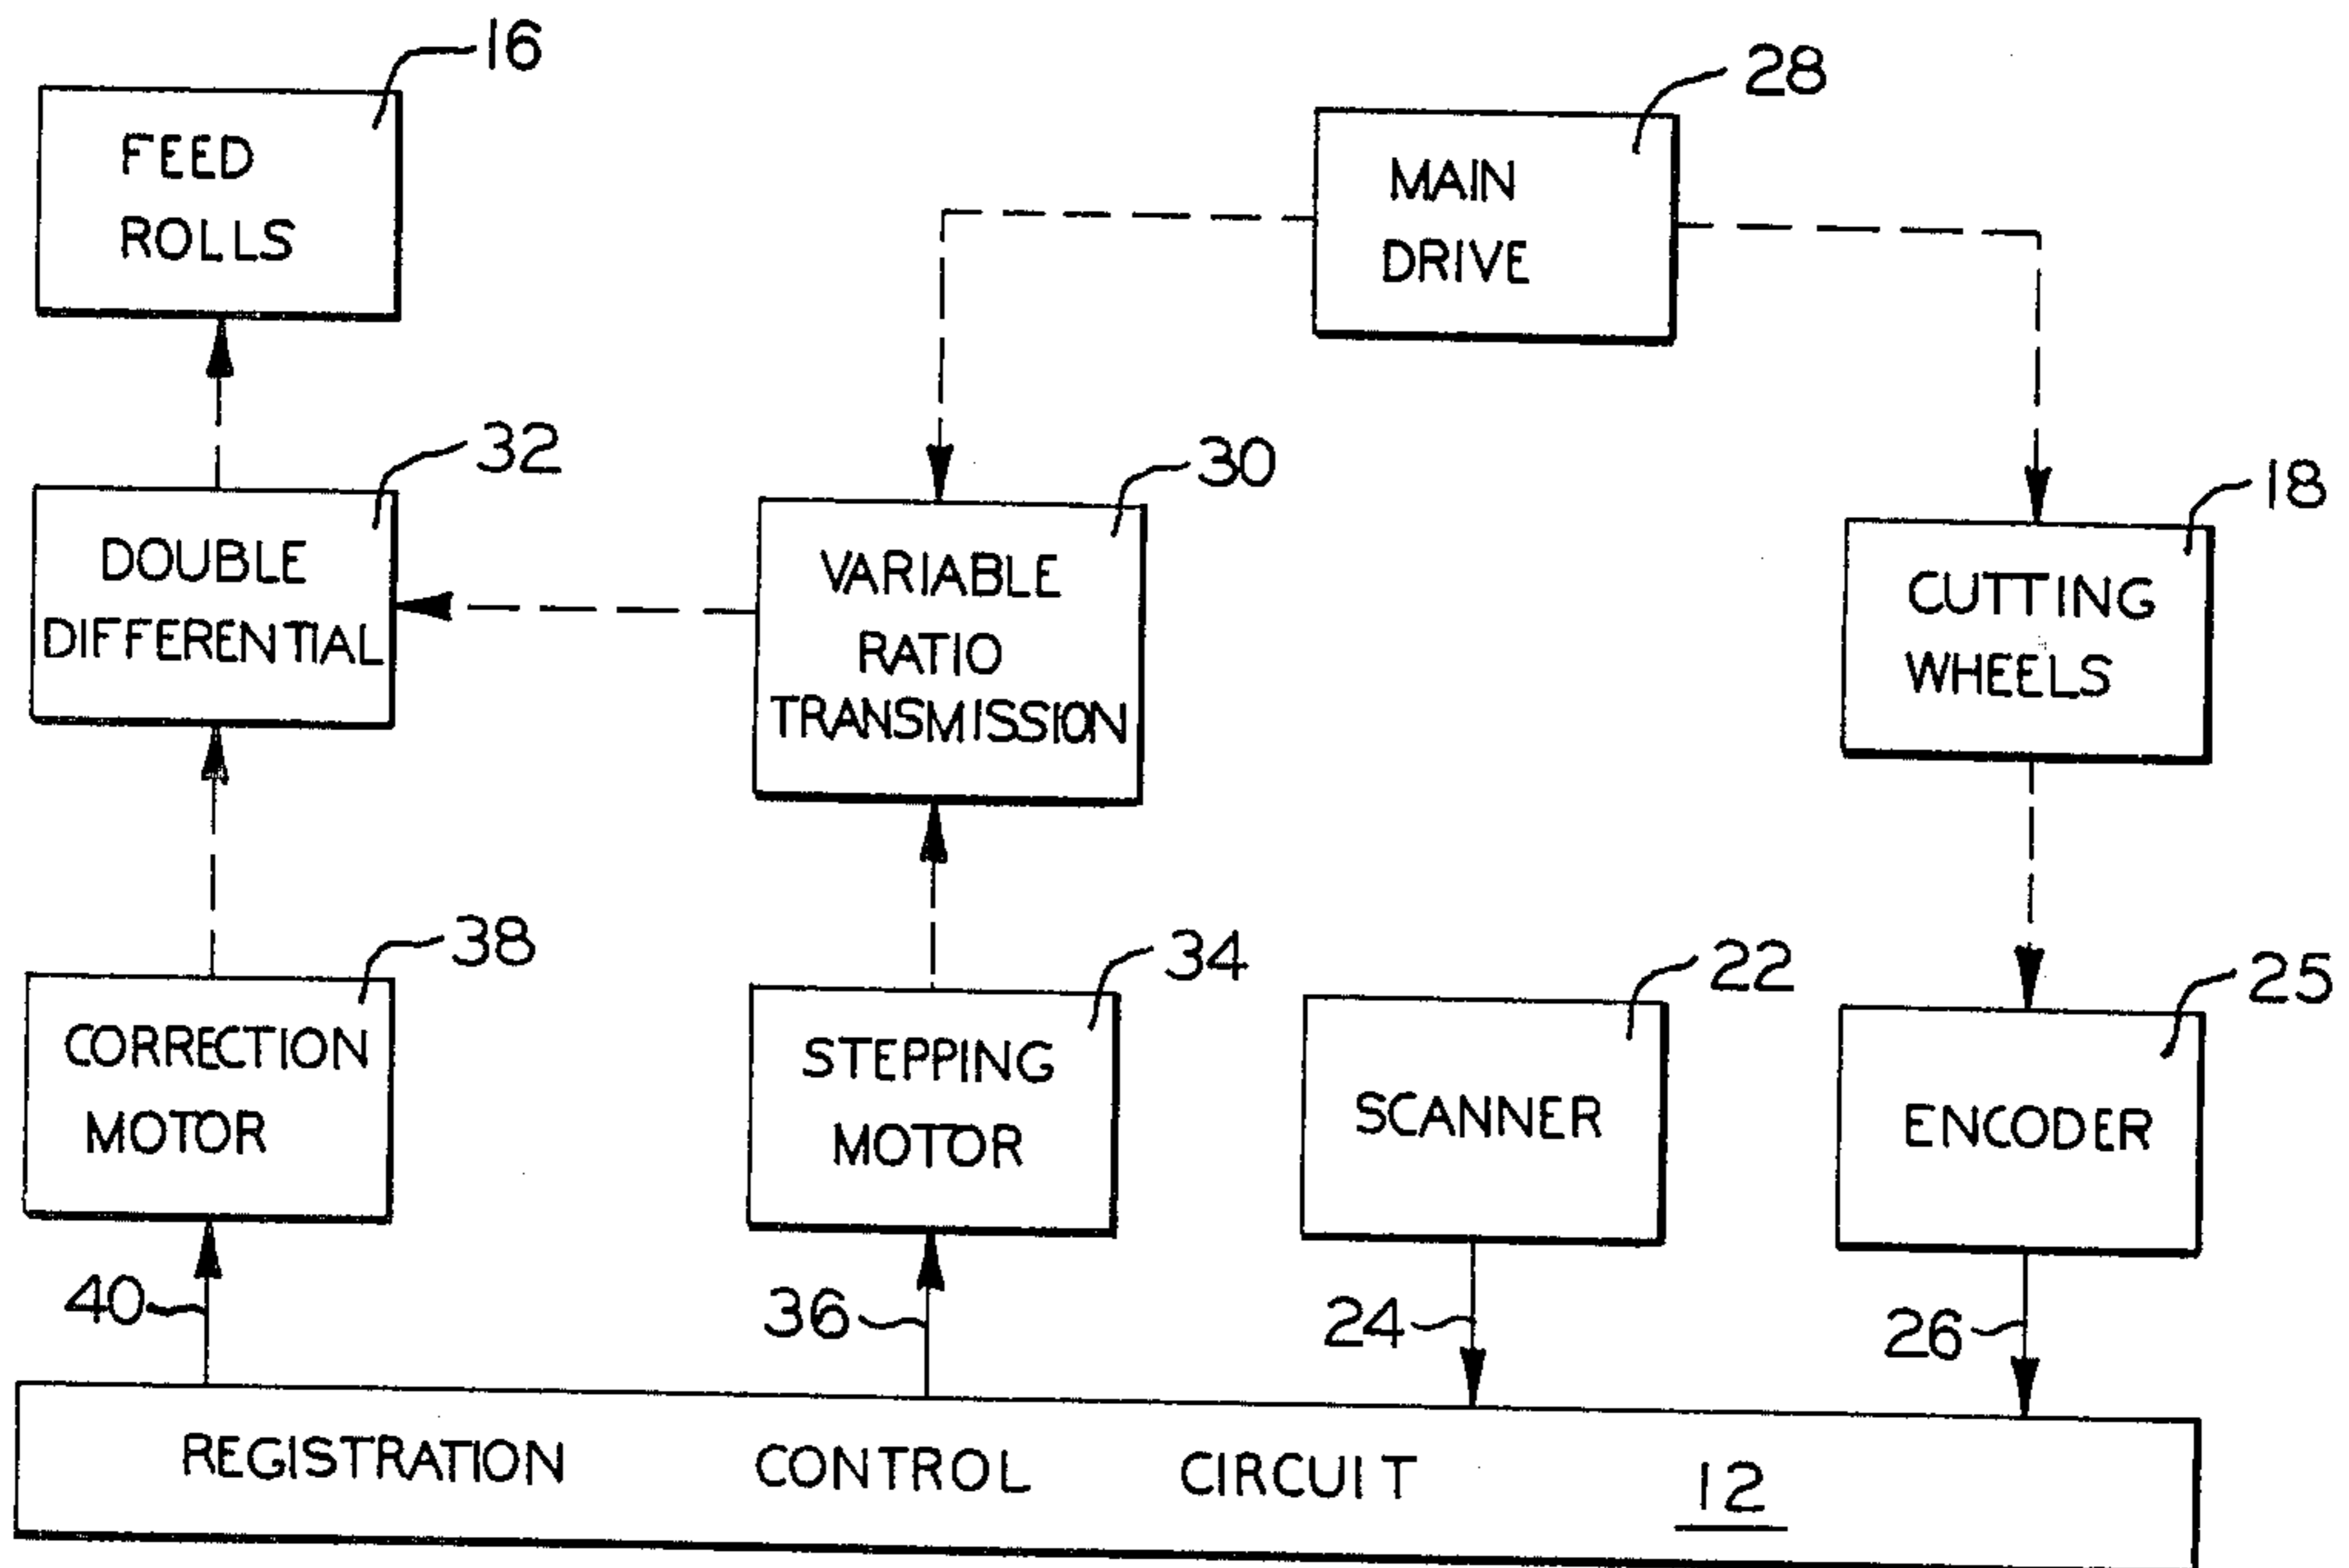 16
FEED
ROLLS
28
MAIN
DRIVE
32
DOUBLE
DIFFERENTIAL
30
VARIABLE
RATIO
TRANSMISSION
18
CUTTING
WHEELS
38
CORRECTION
MOTOR
34
STEPPING
MOTOR
22
SCANNER
25
ENCODER
40
36
24
26
REGISTRATION CONTROL CIRCUIT 12